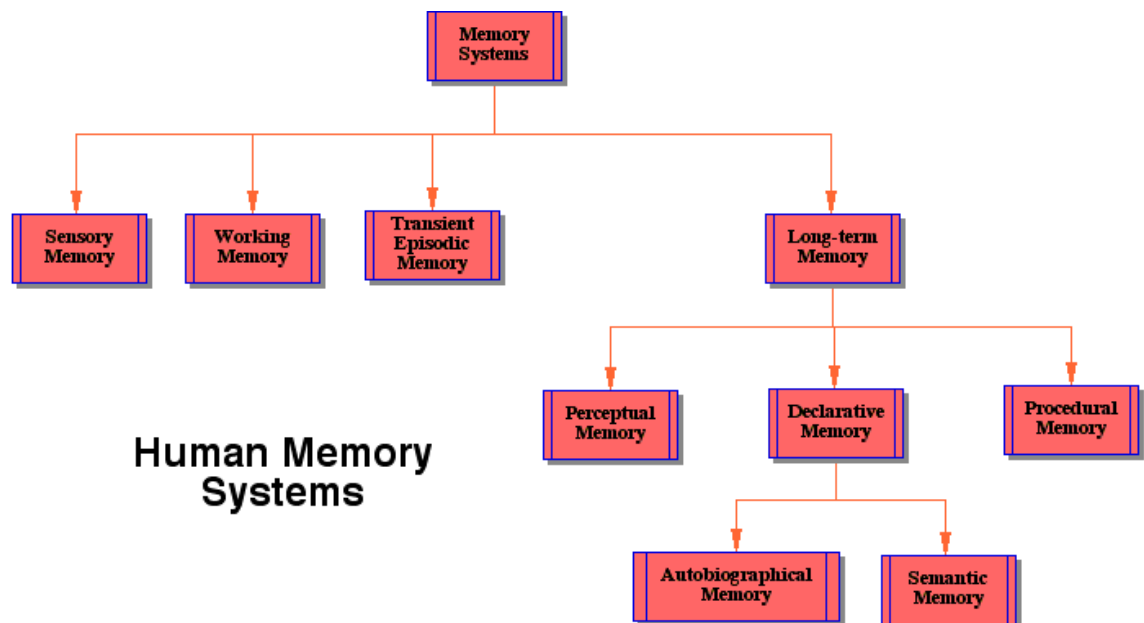 Memory
Systems
Sensory
Memory
Working
Memory
Transient
Episodic
Memory
Long-term
Memory
Perceptual
Memory
Declarative
Memory
Procedural
Memory
Human Memory
Systems
Autobiographical
Memory
Semantic
Memory